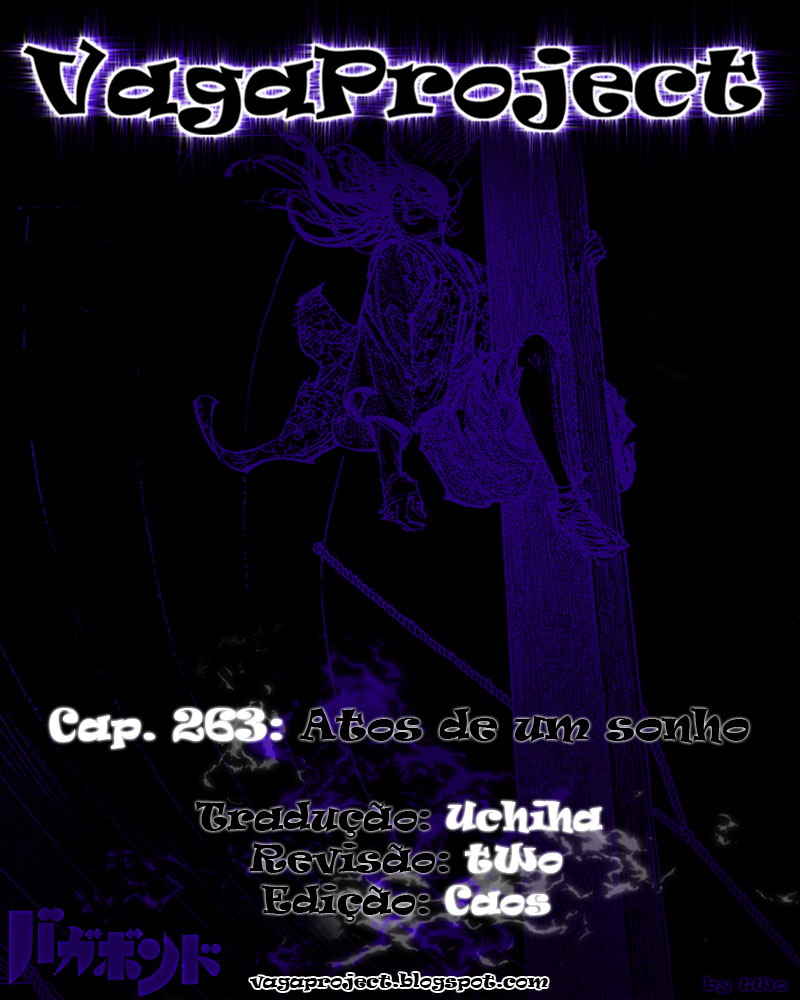 VagaProject
Cap. 263: Atos de um sonho
Tradução: Uchiha
Revisão: tWo
Edição: Caos
バガボンド
vagaproject.blogspot.com
by tWo